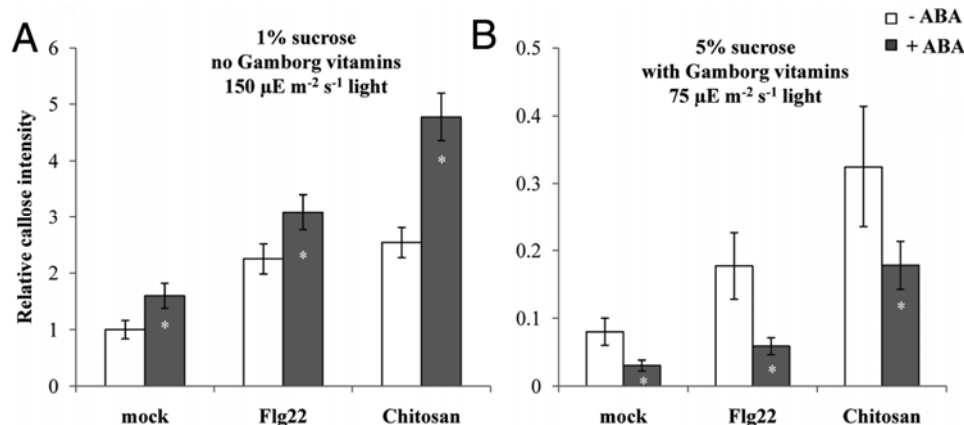 A
1% sucrose
no Gamborg vitamins
150 µE m⁻² s⁻¹ light
Relative callose intensity
6
5
4
3
2
1
0
*
*
*
mock
Flg22
Chitosan
B
- ABA
+ ABA
5% sucrose
with Gamborg vitamins
75 µE m⁻² s⁻¹ light
0.5
0.4
0.3
0.2
0.1
0
*
*
*
mock
Flg22
Chitosan